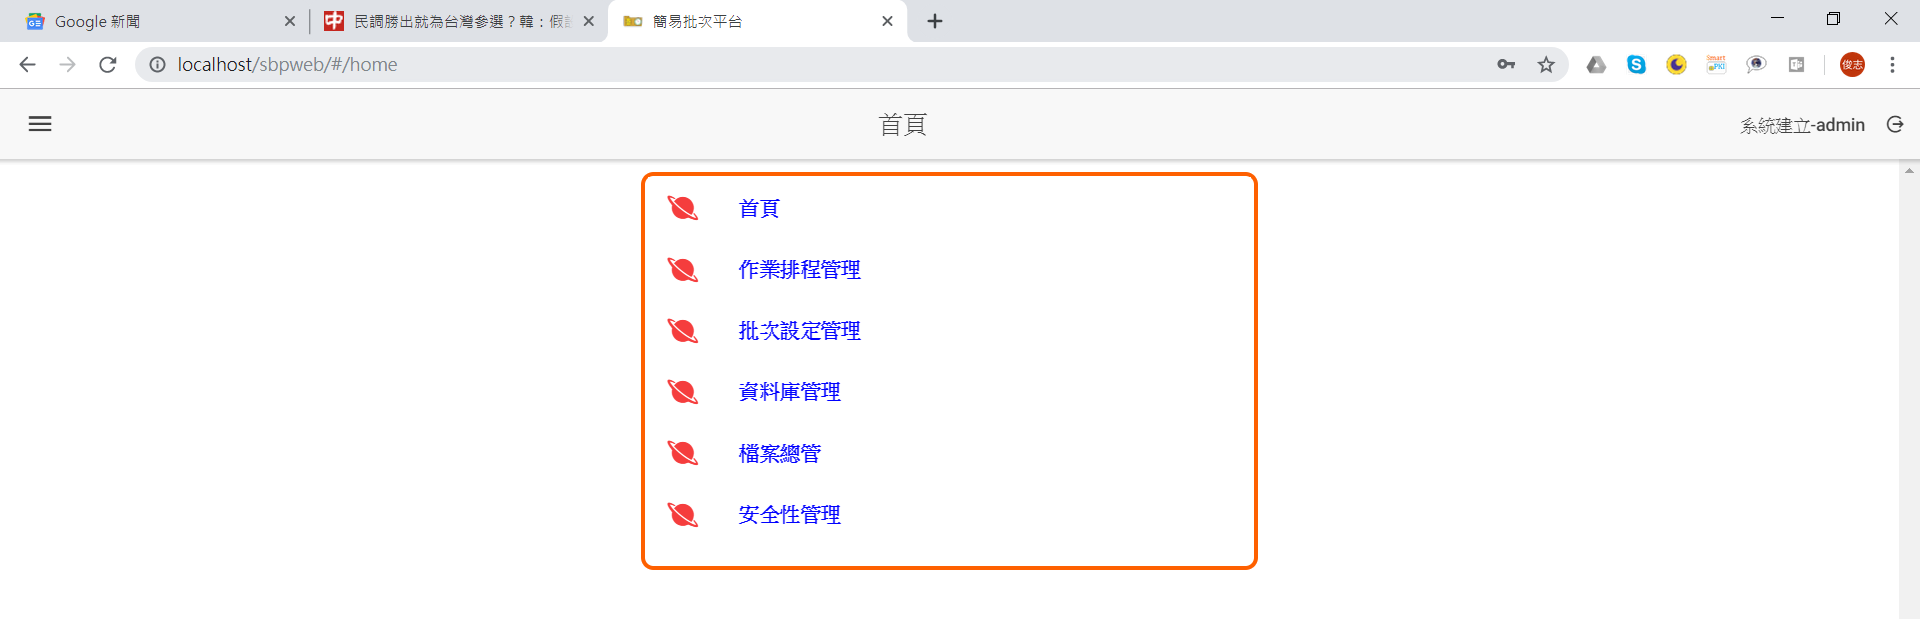 Google 新聞
民調勝出就為台灣參選？韓：假
簡易批次平台
localhost/sbpweb/#/home
俊志
首頁
系統建立-admin
首頁
作業排程管理
批次設定管理
資料庫管理
檔案總管
安全性管理